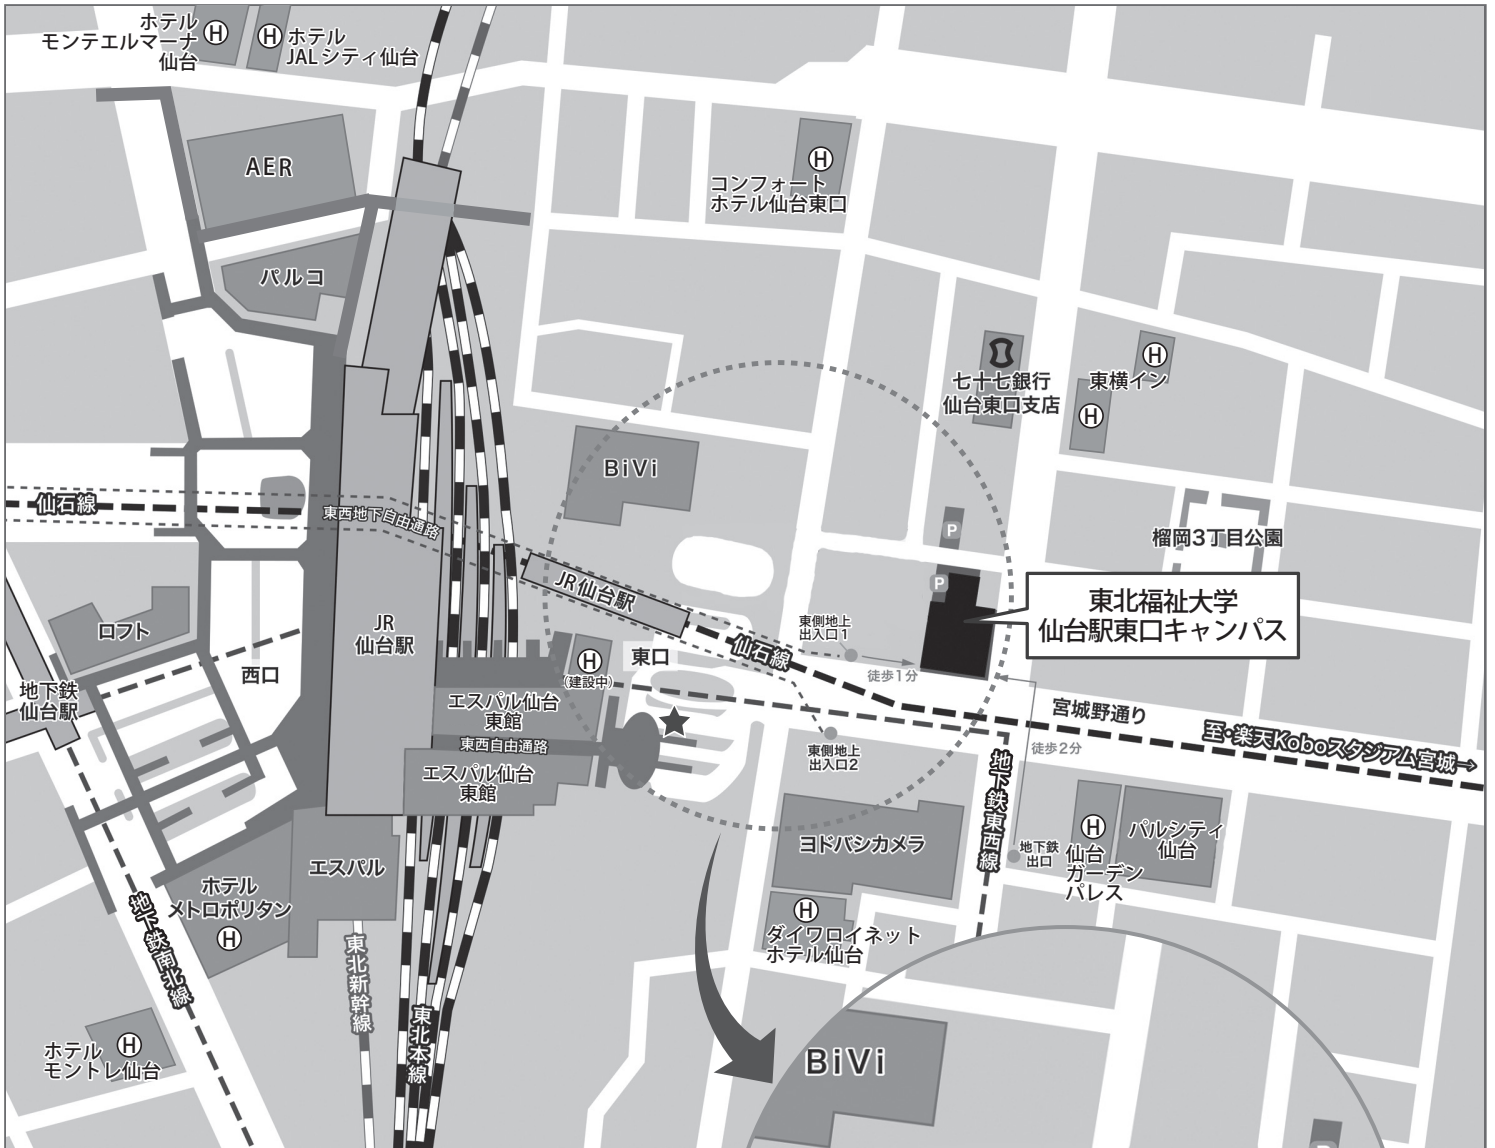 ホテル
モンテエルマーナ
仙台
H
H
ホテル
JALシティ仙台
AER
パルコ
H
コンフォート
ホテル仙台東口
七十七銀行
仙台東口支店
H
東横イン
H
BiVi
仙石線
東西地下自由通路
P
榴岡3丁目公園
P
東北福祉大学
仙台駅東口キャンパス
JR仙台駅
ロフト
JR
仙台駅
東側地上
出入口1
仙石線
徒歩1分
東口
H
(建設中)
西口
地下鉄
仙台駅
エスパル仙台
東館
東西自由通路
エスパル仙台
東館
★
東側地上
出入口2
宮城野通り
至・楽天Koboスタジアム宮城→
徒歩2分
地下鉄東西線
ヨドバシカメラ
地下鉄
出口
H
仙台
ガーデン
パレス
パルシティ
仙台
エスパル
ホテル
メトロポリタン
H
地下鉄南北線
東北新幹線
東北本線
H
ダイワロイネット
ホテル仙台
ホテル
モントレ仙台
H
BiVi
P